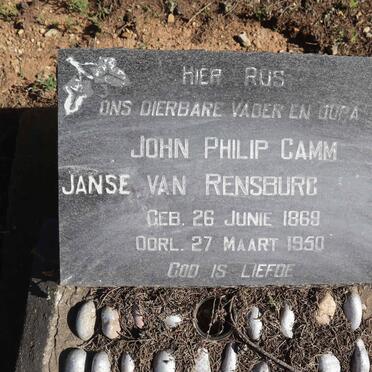 HIER RUS
ONS DIERBARE VADER EN OUPA
JOHN PHILIP CAMM
JANSE VAN RENSBURG
GEB. 26 JUNIE 1869
OORL. 27 MAART 1950
GOD IS LIEFDE